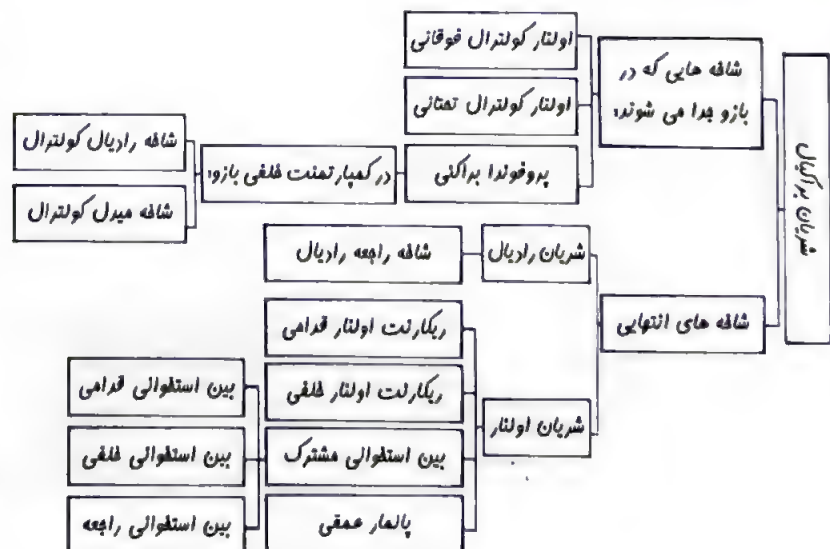 شریان براکیال
شاخه هایی که در
بازو جدا می شوند:
اولنار کولترال فوقانی
اولنار کولترال تحتانی
پروفوندا براکئی
در کمپارتمنت خلفی بازو:
شاخه رادیال کولترال
شاخه میدل کولترال
شاخه های انتهایی
شریان رادیال
شاخه راجعه رادیال
شریان اولنار
ریکارنت اولنار قدامی
ریکارنت اولنار خلفی
بین استخوانی مشترک
بین استخوانی قدامی
بین استخوانی خلفی
بین استخوانی راجعه
پالمار عمقی